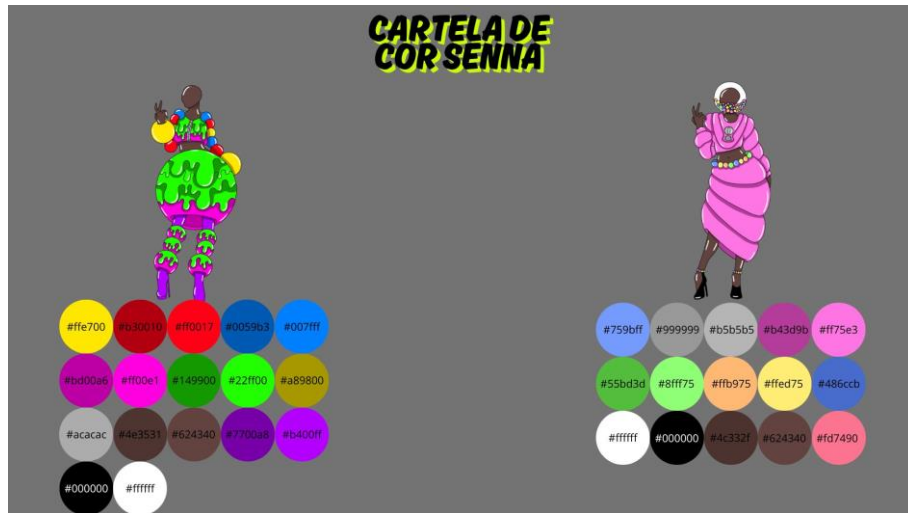 CARTELA DE
COR SENNA
#ffe700 #b30010 #ff0017 #0059b3 #007fff
#bd00a6 #ff00e1 #149900 #22ff00 #a89800
#acacac #4e3531 #624340 #7700a8 #b400ff
#000000 #ffffff
#759bff #999999 #b5b5b5 #b43d9b #ff75e3
#55bd3d #8fff75 #ffb975 #ffed75 #486ccb
#ffffff #000000 #4c332f #624340 #fd7490